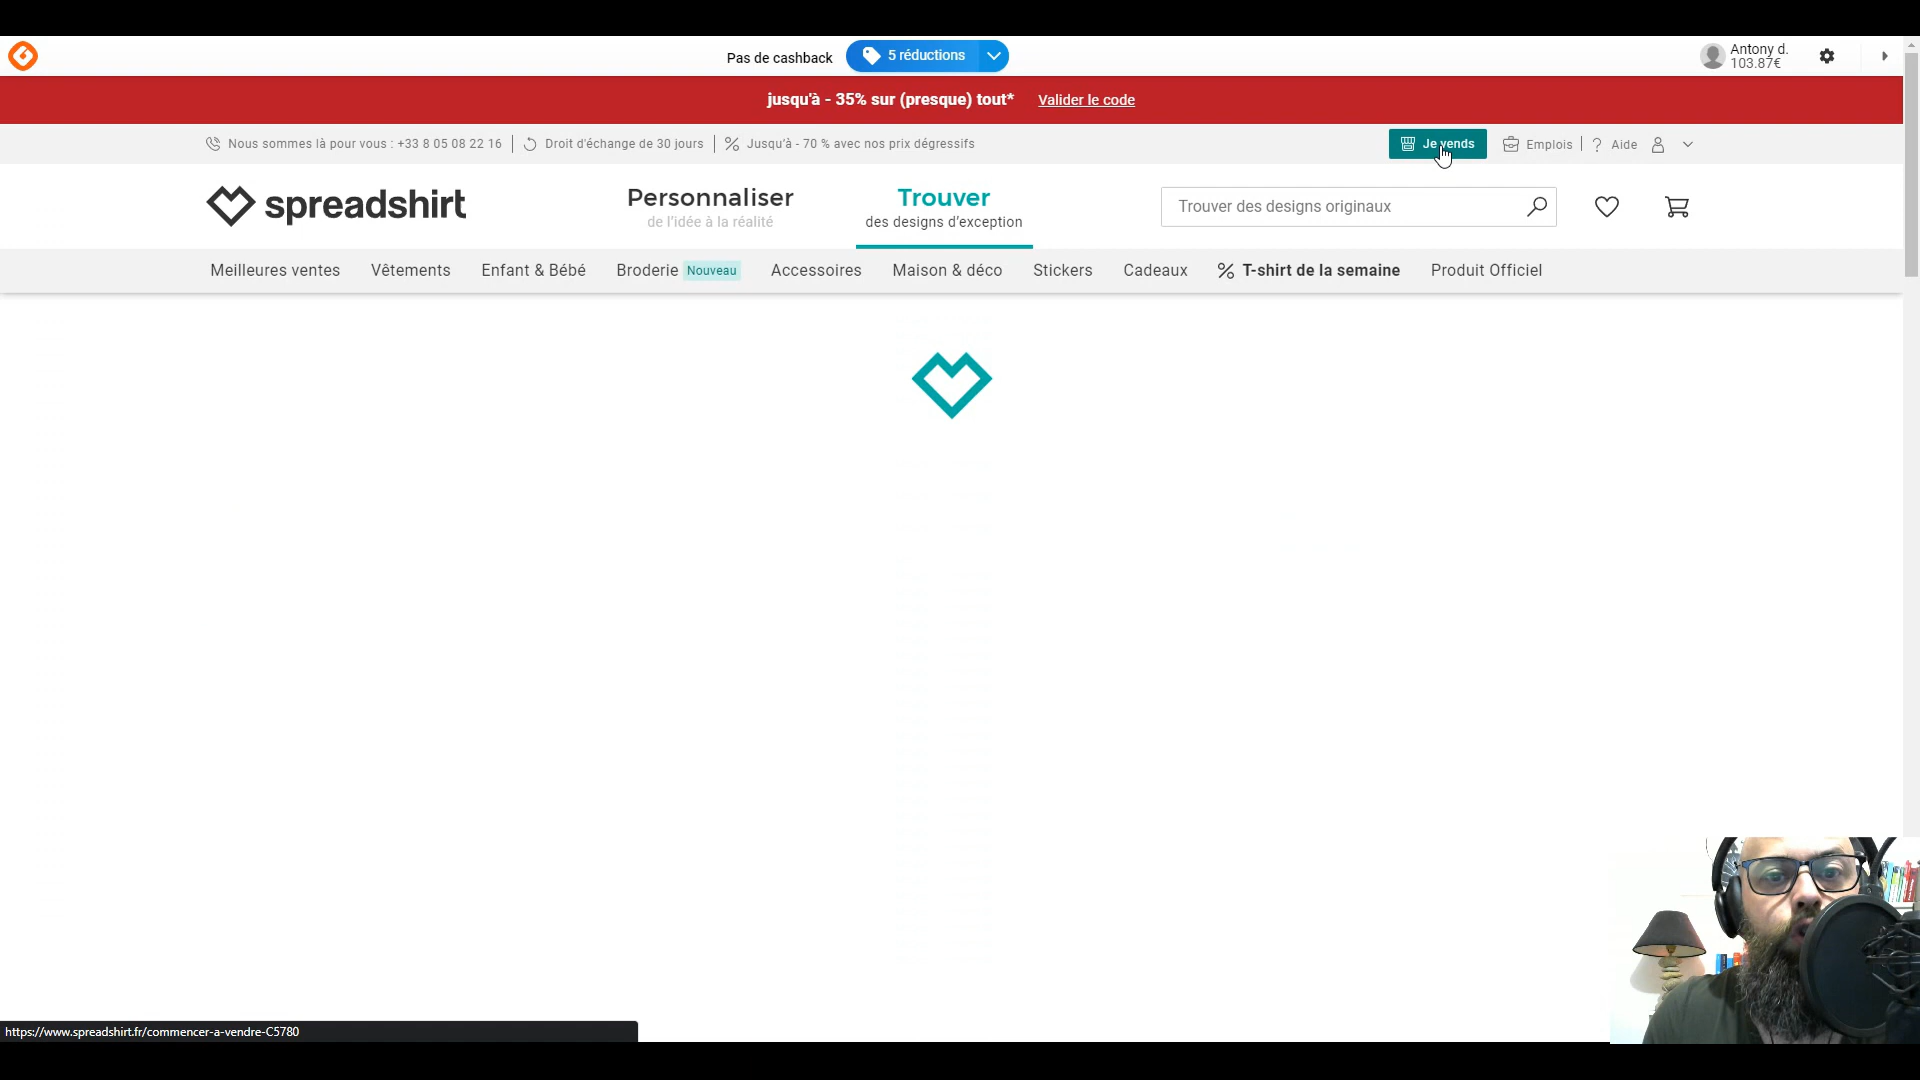 Pas de cashback
5 réductions
Antony d.
103.87€
jusqu'à - 35% sur (presque) tout*
Valider le code
Nous sommes là pour vous : +33 8 05 08 22 16
Droit d'échange de 30 jours
Jusqu'à - 70 % avec nos prix dégressifs
Je vends
Emplois
? Aide
spreadshirt
Personnaliser
de l'idée à la réalité
Trouver
des designs d'exception
Trouver des designs originaux
Meilleures ventes
Vêtements
Enfant & Bébé
Broderie Nouveau
Accessoires
Maison & déco
Stickers
Cadeaux
% T-shirt de la semaine
Produit Officiel
https://www.spreadshirt.fr/commencer-a-vendre-C5780